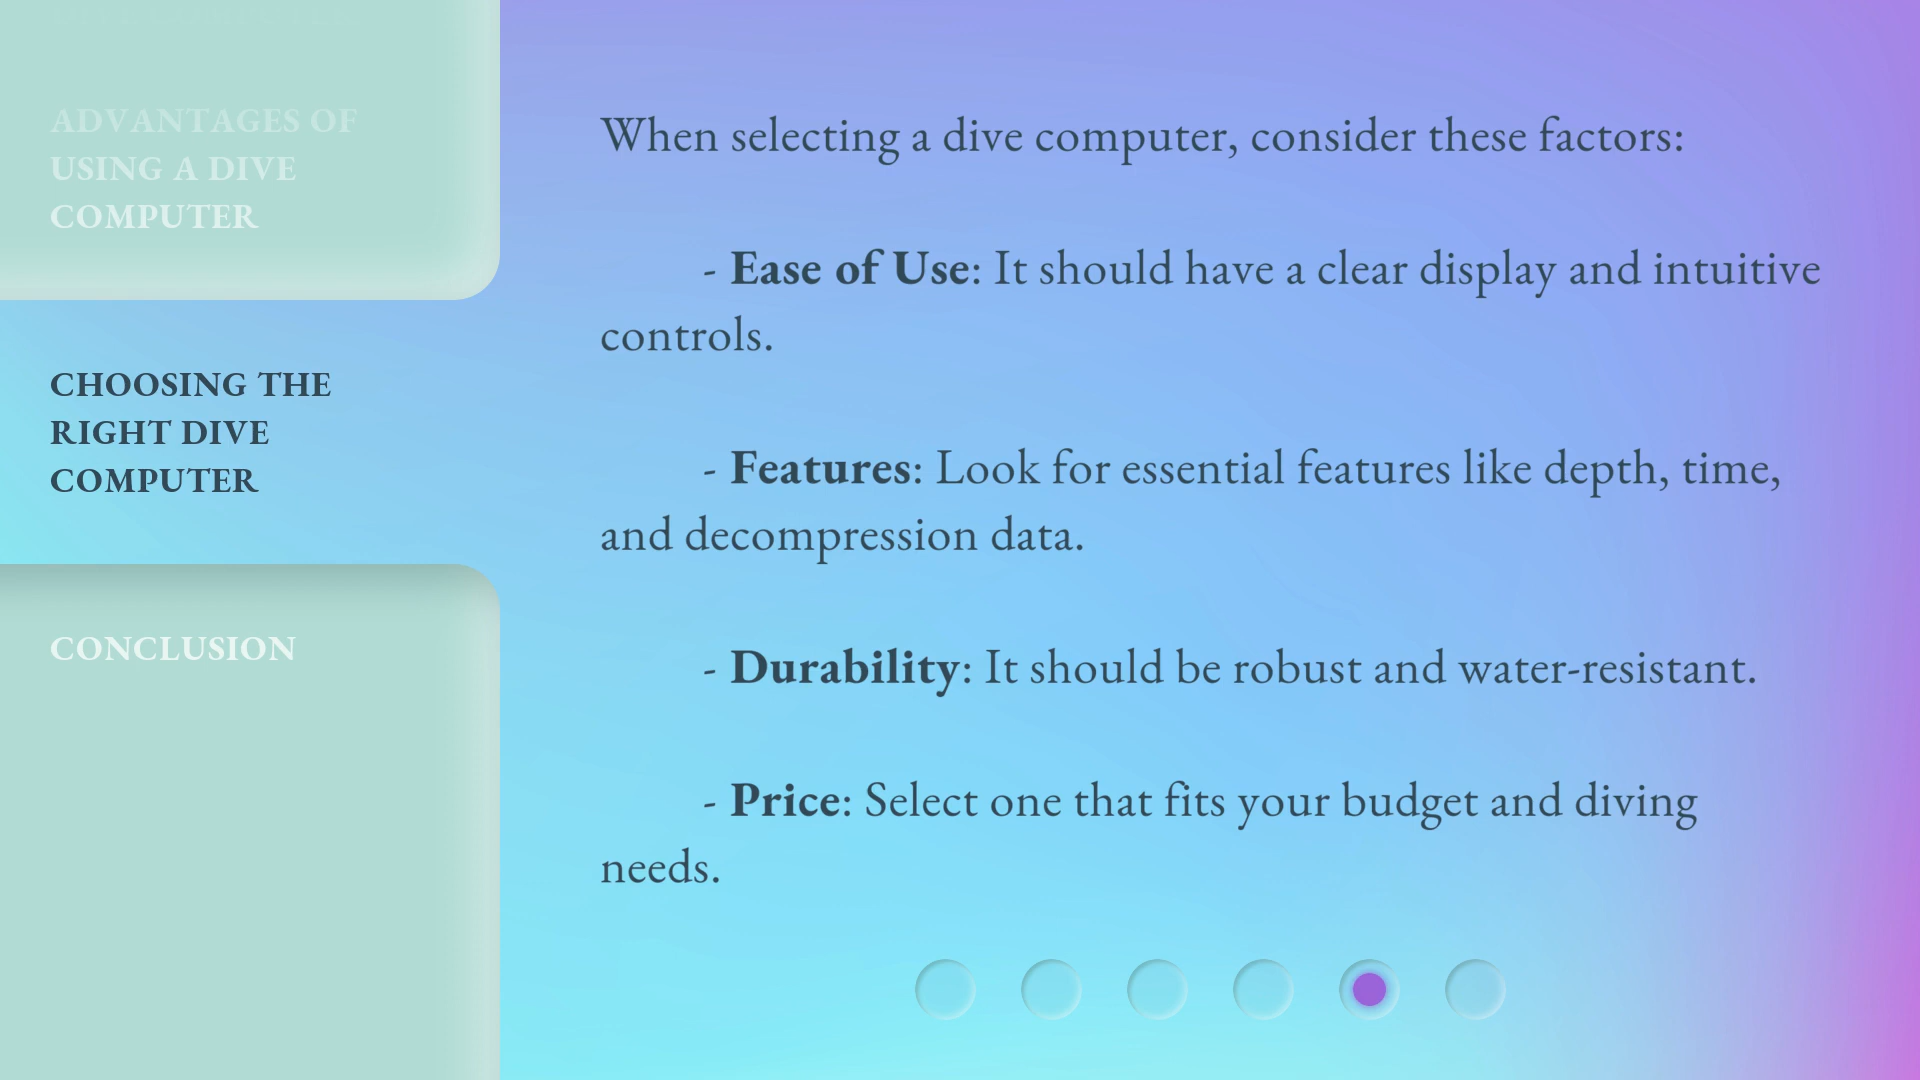 ADVANTAGES OF
USING A DIVE
COMPUTER
CHOOSING THE
RIGHT DIVE
COMPUTER
CONCLUSION
When selecting a dive computer, consider these factors:
- Ease of Use: It should have a clear display and intuitive
controls.
- Features: Look for essential features like depth, time,
and decompression data.
- Durability: It should be robust and water-resistant.
- Price: Select one that fits your budget and diving
needs.